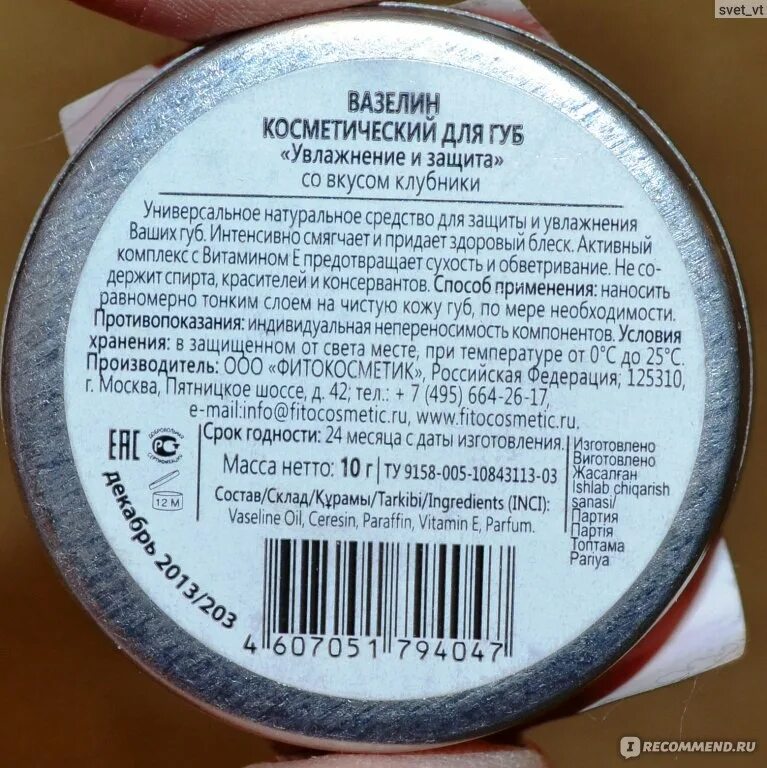 svet_vt
ВАЗЕЛИН
КОСМЕТИЧЕСКИЙ ДЛЯ ГУБ
«Увлажнение и защита»
со вкусом клубники
Универсальное натуральное средство для защиты и увлажнения
Ваших губ. Интенсивно смягчает и придает здоровый блеск. Активный
комплекс с Витамином Е предотвращает сухость и обветривание. Не со-
держит спирта, красителей и консервантов. Способ применения: наносить
равномерно тонким слоем на чистую кожу губ, по мере необходимости.
Противопоказания: индивидуальная непереносимость компонентов. Условия
хранения: в защищенном от света месте, при температуре от 0°С до 25°С.
Производитель: ООО «ФИТОКОСМЕТИК», Российская Федерация; 125310,
г. Москва, Пятницкое шоссе, д. 42; тел.: + 7 (495) 664-26-17,
e-mail:info@fitocosmetic.ru, www.fitocosmetic.ru.
Срок годности: 24 месяца с даты изготовления.
Масса нетто: 10 г | ТУ 9158-005-10843113-03
Состав/Склад/Құрамы/Tarkibi/Ingredients (INCI):
Vaseline Oil, Ceresin, Paraffin, Vitamin E, Parfum.
Изготовлено
Виготовлено
Жасалған
Ishlab chiqarish
sanasi/
Партия
Партія
Топтама
Pariya
ЕАС
ДОБРОВОЛЬНАЯ
РС
СЕРТИФИКАЦИЯ
12 М
декабрь 2013/203
4 607051 794047
IRECOMMEND.RU